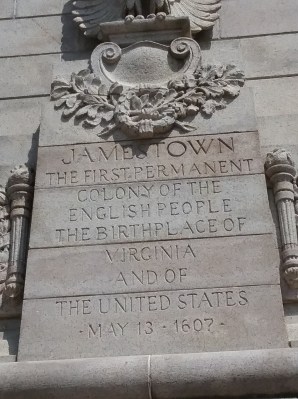 JAMESTOWN
THE FIRST PERMANENT
COLONY OF THE
ENGLISH PEOPLE
THE BIRTHPLACE OF
VIRGINIA
AND OF
THE UNITED STATES
- MAY 13 - 1607 -